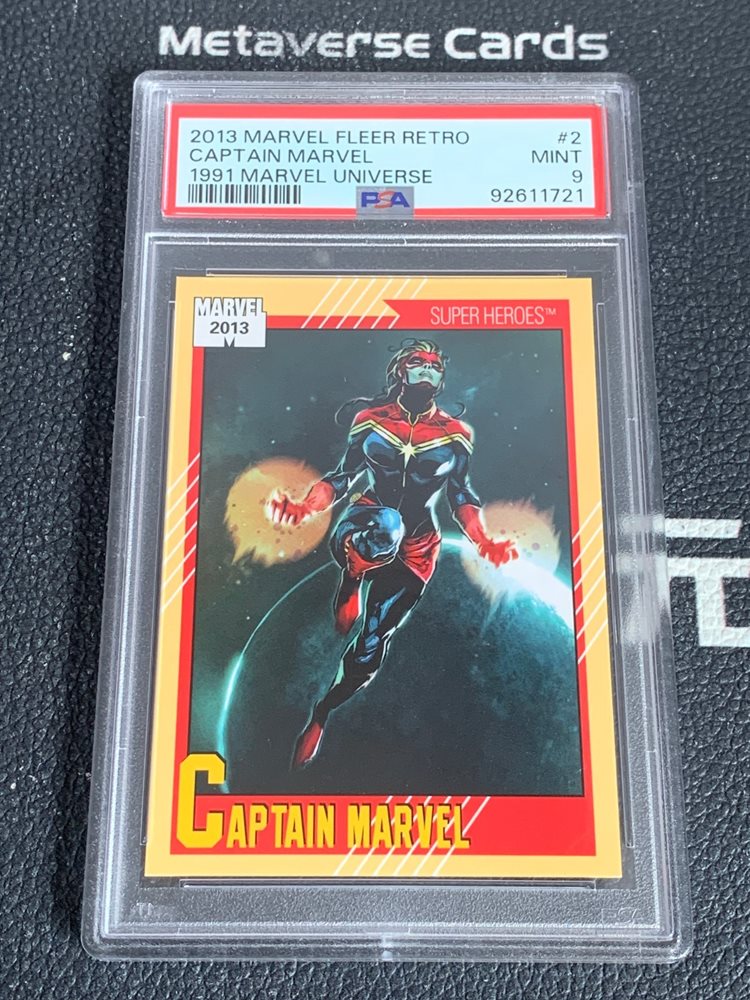 Metaverse Cards
2013 MARVEL FLEER RETRO #2
CAPTAIN MARVEL MINT
1991 MARVEL UNIVERSE 9
PSA 92611721
MARVEL
2013
M
SUPER HEROES™
CAPTAIN MARVEL